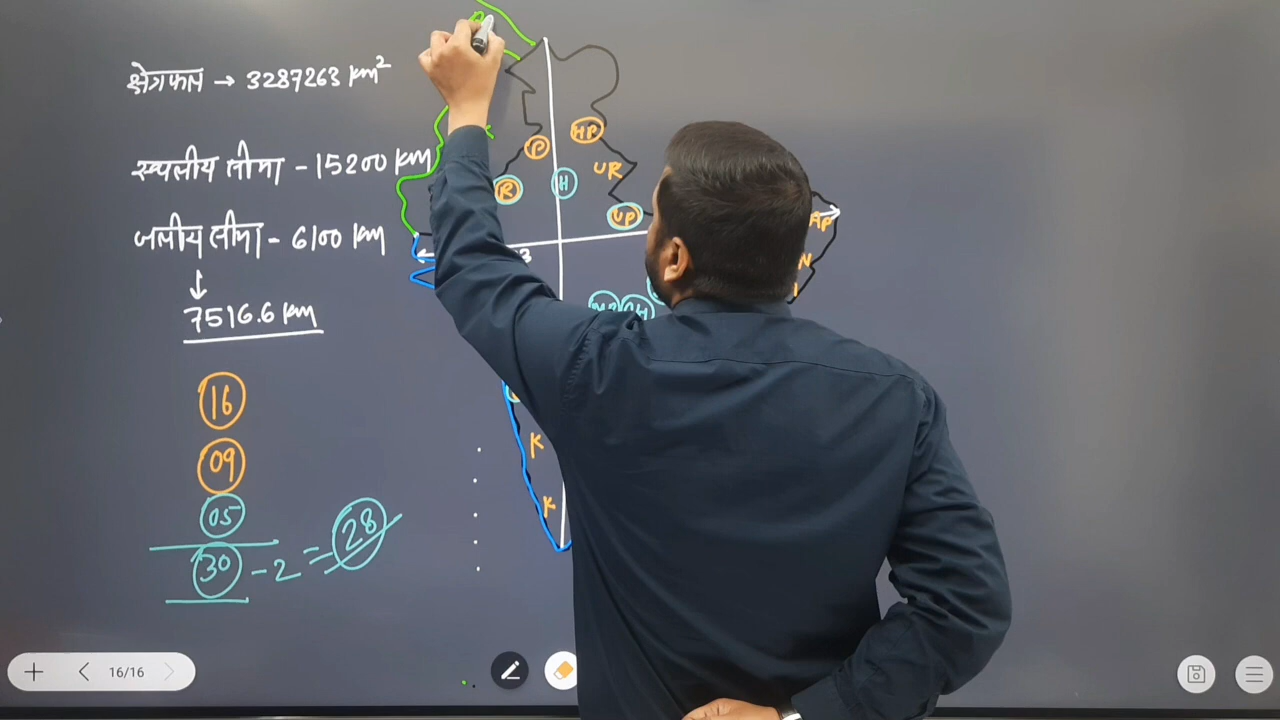 क्षेत्रफल → 3287263 km²
स्थलीय सीमा - 15200 km
जलीय सीमा - 6100 km
↓
7516.6 km
16
09
05
30 - 2 = 28
P
HP
UR
R
H
UP
AP
N
K
K
16/16